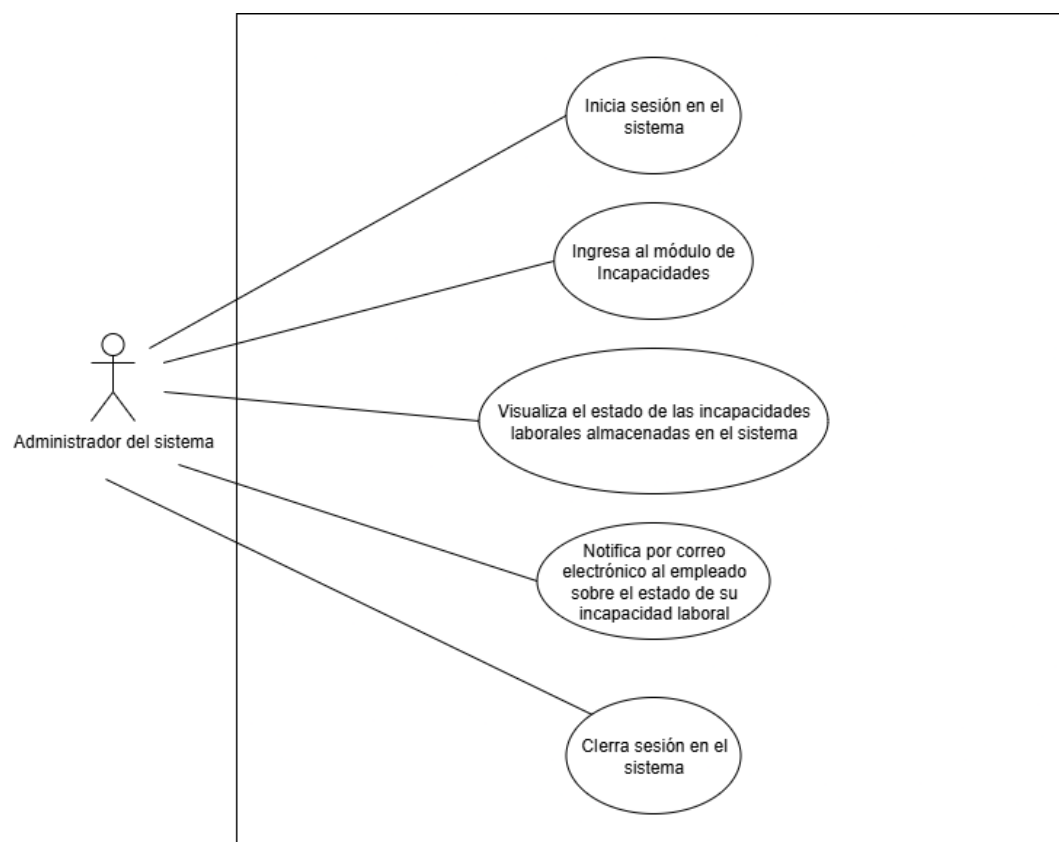 Inicia sesión en el
sistema
Ingresa al módulo de
Incapacidades
Administrador del sistema
Visualiza el estado de las incapacidades
laborales almacenadas en el sistema
Notifica por correo
electrónico al empleado
sobre el estado de su
incapacidad laboral
CIerra sesión en el
sistema